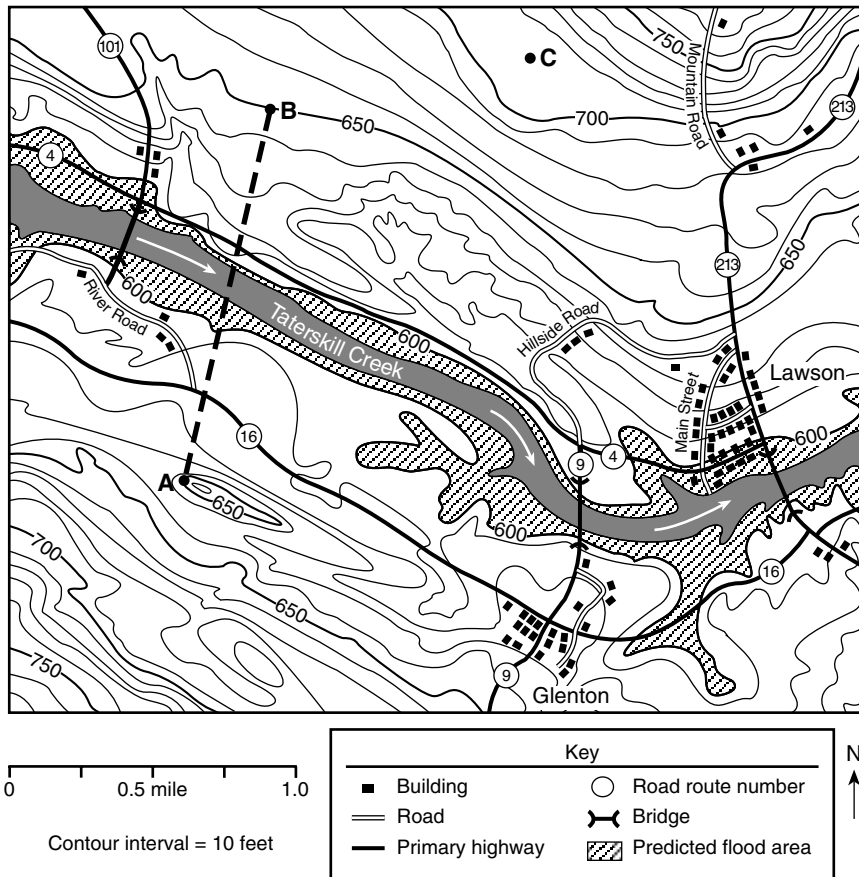 101
C
750
Mountain Road
213
B
650
700
4
213
650
River Road
600
Taterskill Creek
600
Hillside Road
Main Street
Lawson
16
9
4
600
A
650
600
700
16
650
750
9
Glenton
0 0.5 mile 1.0
Contour interval = 10 feet
Key
Building
Road route number
Road
Bridge
Primary highway
Predicted flood area
N